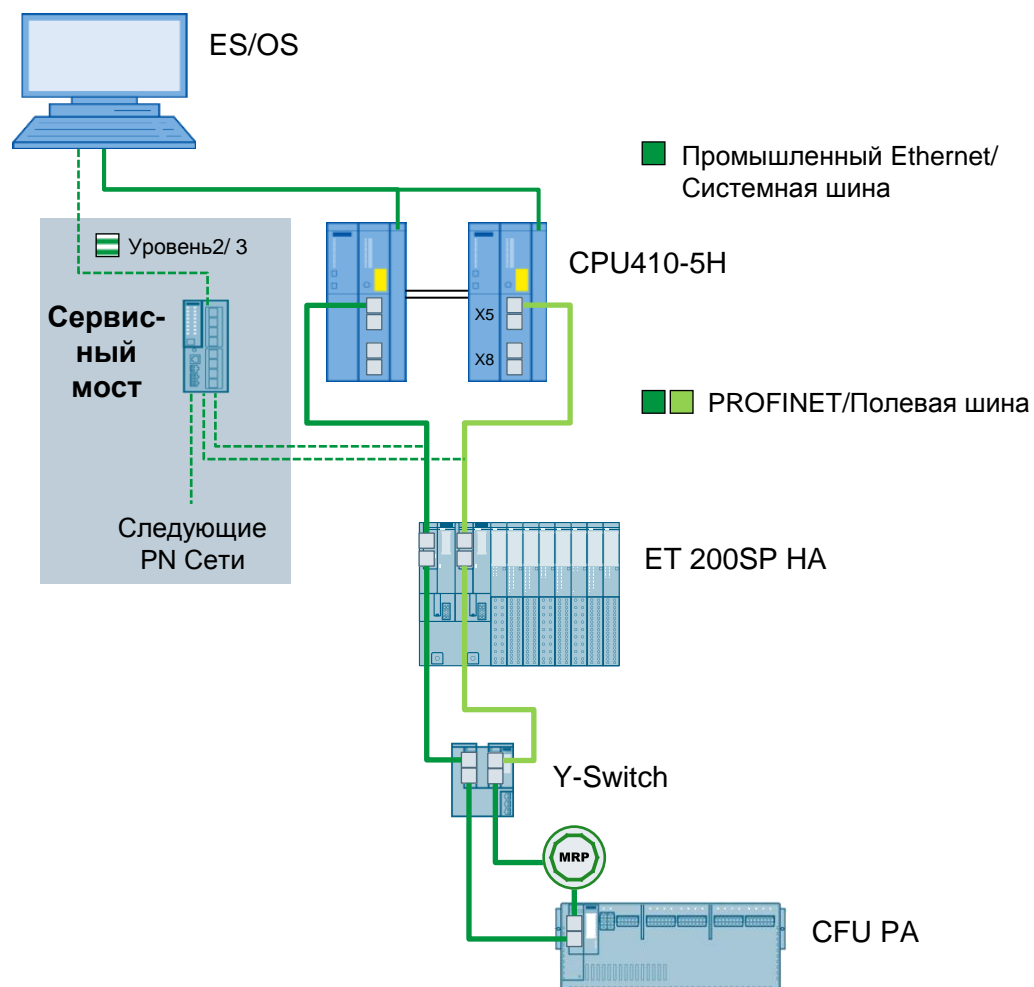 ES/OS
Промышленный Ethernet/
Системная шина
Уровень2/ 3
CPU410-5H
Сервис-
ный
мост
X5
X8
PROFINET/Полевая шина
Следующие
PN Сети
ET 200SP HA
Y-Switch
MRP
CFU PA